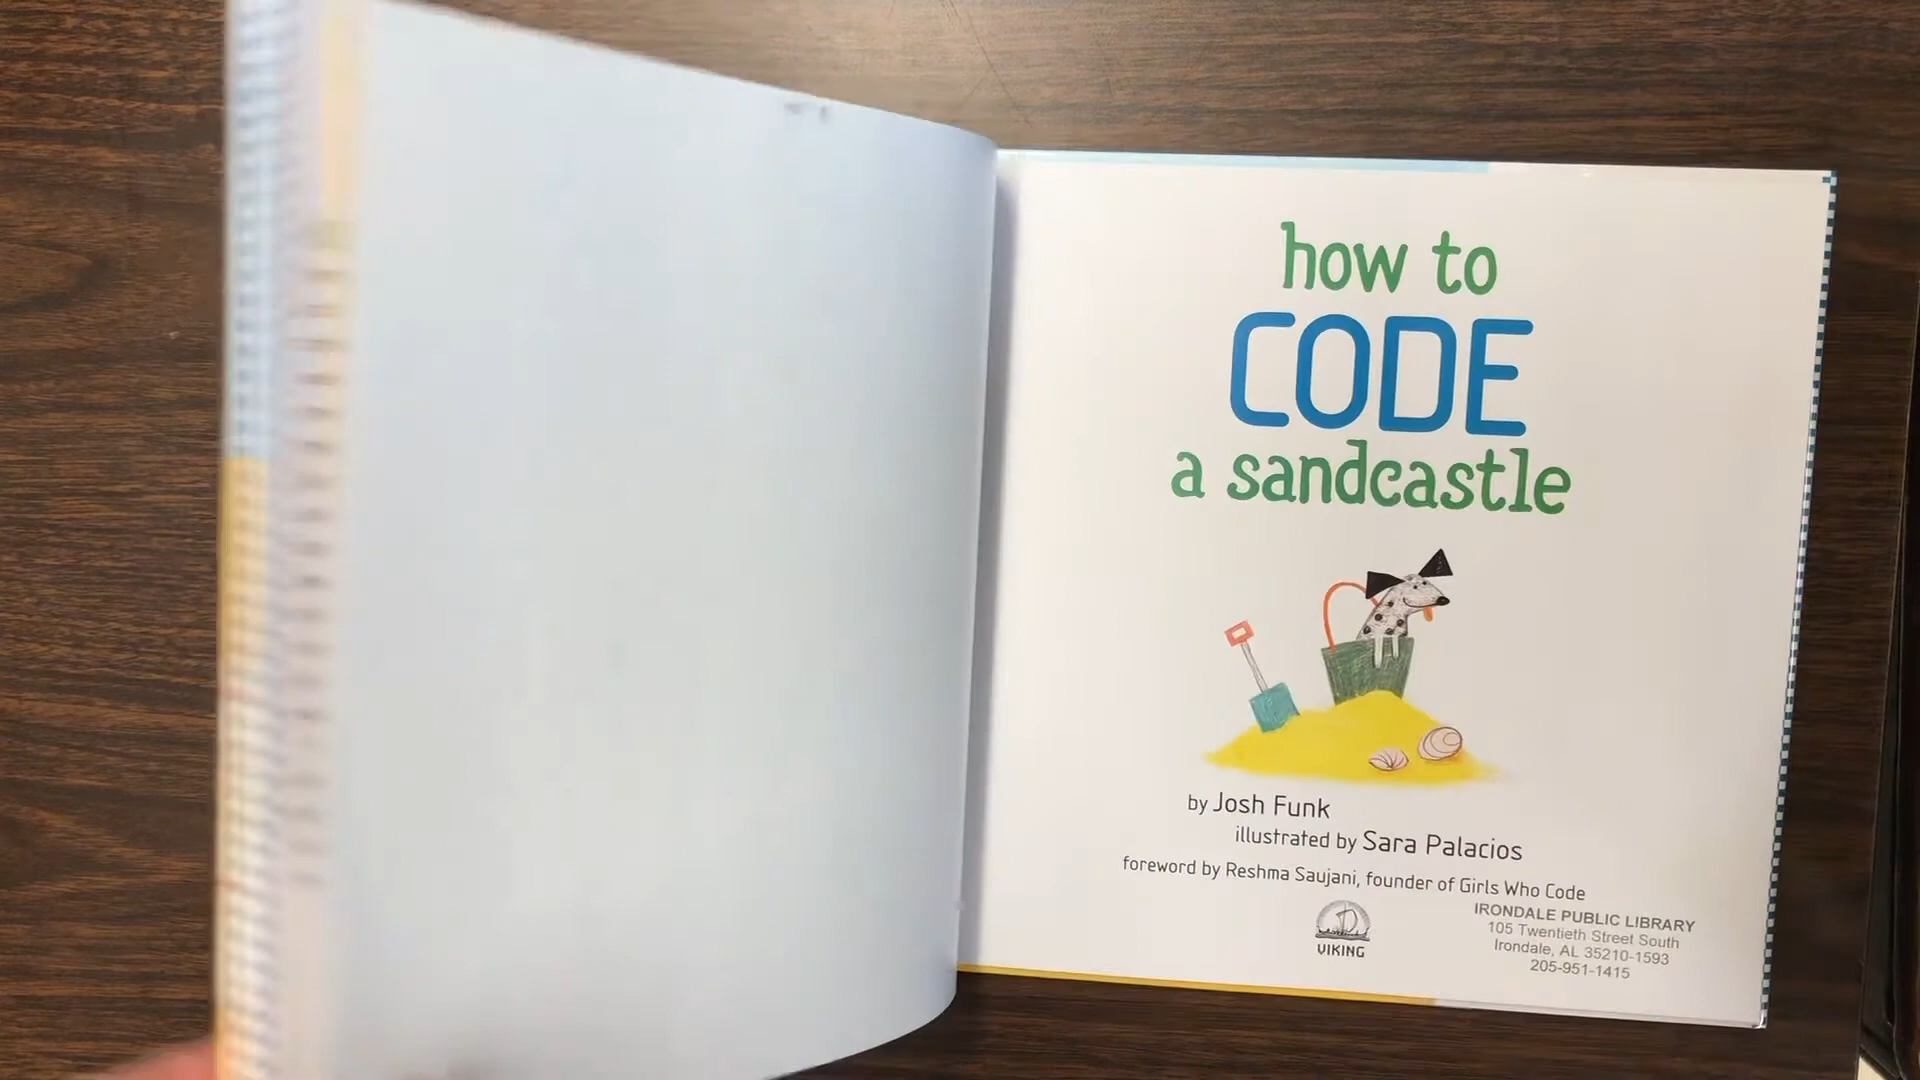 how to
CODE
a sandcastle
by Josh Funk
illustrated by Sara Palacios
foreword by Reshma Saujani, founder of Girls Who Code
VIKING
IRONDALE PUBLIC LIBRARY
105 Twentieth Street South
Irondale, AL 35210-1593
205-951-1415